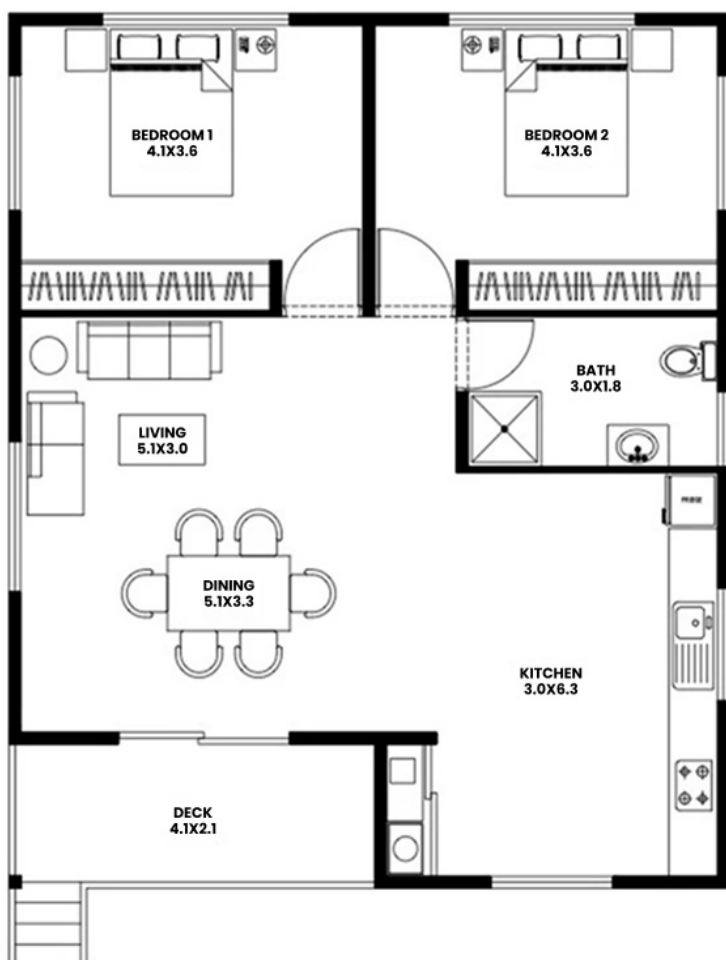 BEDROOM 1
4.1X3.6
BEDROOM 2
4.1X3.6
BATH
3.0X1.8
LIVING
5.1X3.0
DINING
5.1X3.3
KITCHEN
3.0X6.3
DECK
4.1X2.1